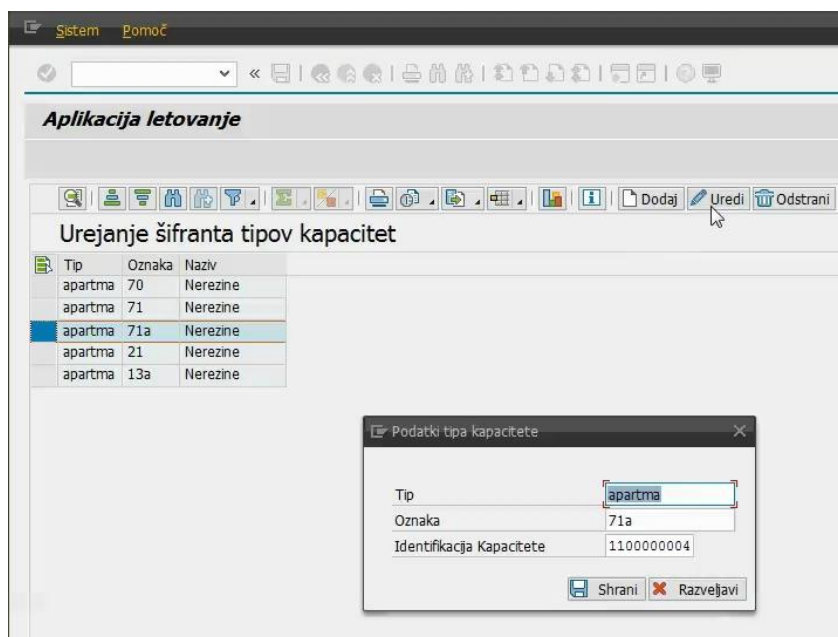 Sistem Pomoč
Aplikacija letovanje
Dodaj Uredi Odstrani
Urejanje šifranta tipov kapacitet
Tip Oznaka Naziv
apartma 70 Nerezine
apartma 71 Nerezine
apartma 71a Nerezine
apartma 21 Nerezine
apartma 13a Nerezine
Podatki tipa kapacitete
Tip apartma
Oznaka 71a
Identifikacija Kapacitete 1100000004
Shrani Razveljavi